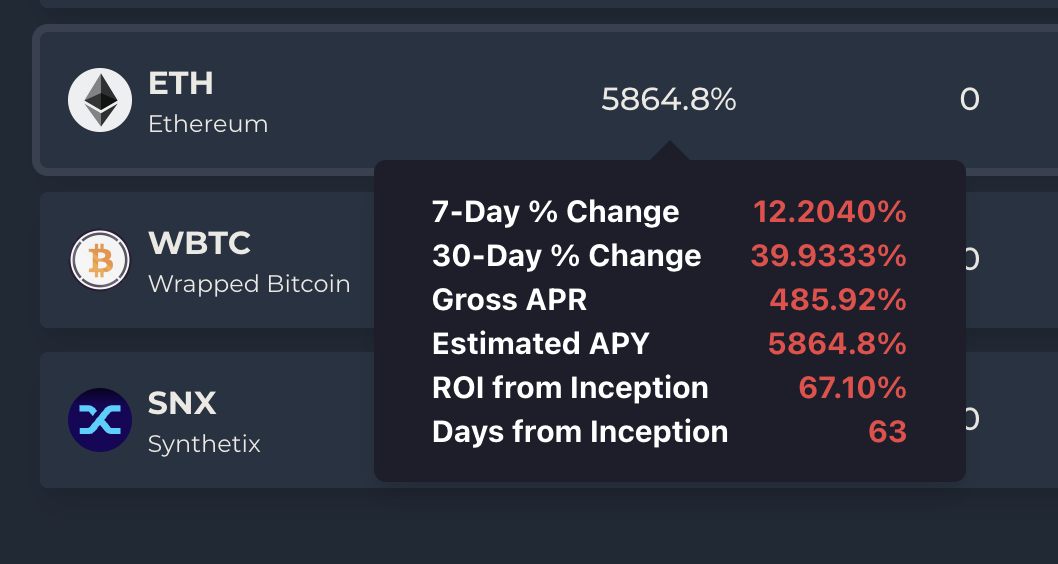 ETH
Ethereum
5864.8%
0
7-Day % Change 12.2040%
30-Day % Change 39.9333%
Gross APR 485.92%
Estimated APY 5864.8%
ROI from Inception 67.10%
Days from Inception 63
WBTC
Wrapped Bitcoin
0
SNX
Synthetix
0